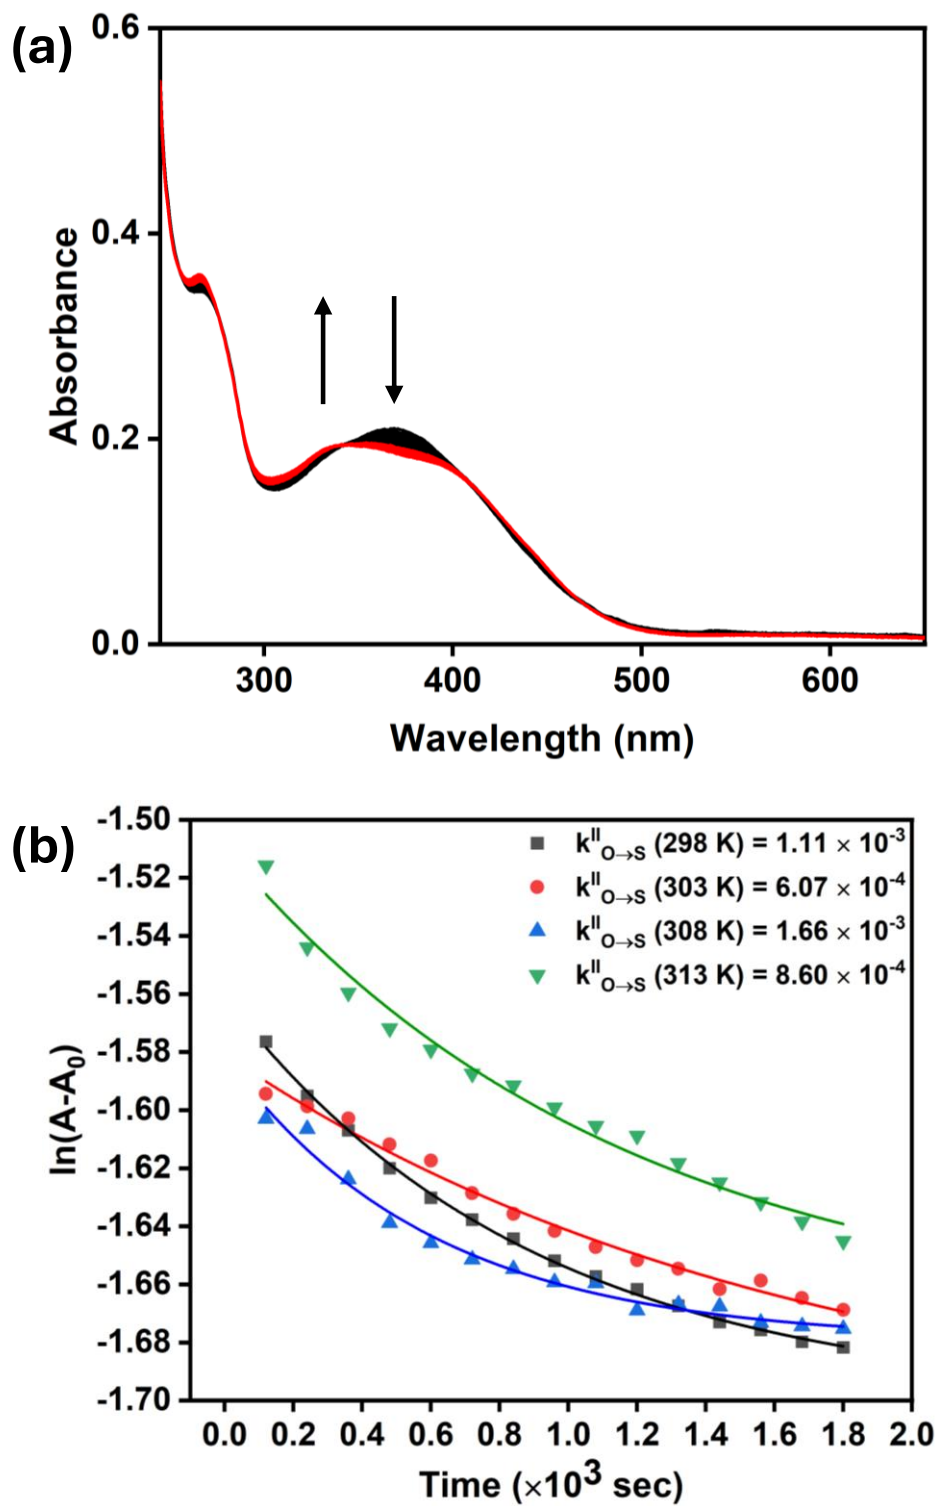 (a)
0.6
0.4
0.2
0.0
Absorbance
300 400 500 600
Wavelength (nm)
(b)
-1.50
-1.52
-1.54
-1.56
-1.58
-1.60
-1.62
-1.64
-1.66
-1.68
-1.70
ln(A-A₀)
k^II_O→S (298 K) = 1.11 × 10⁻³
k^II_O→S (303 K) = 6.07 × 10⁻⁴
k^II_O→S (308 K) = 1.66 × 10⁻³
k^II_O→S (313 K) = 8.60 × 10⁻⁴
0.0 0.2 0.4 0.6 0.8 1.0 1.2 1.4 1.6 1.8 2.0
Time (×10³ sec)